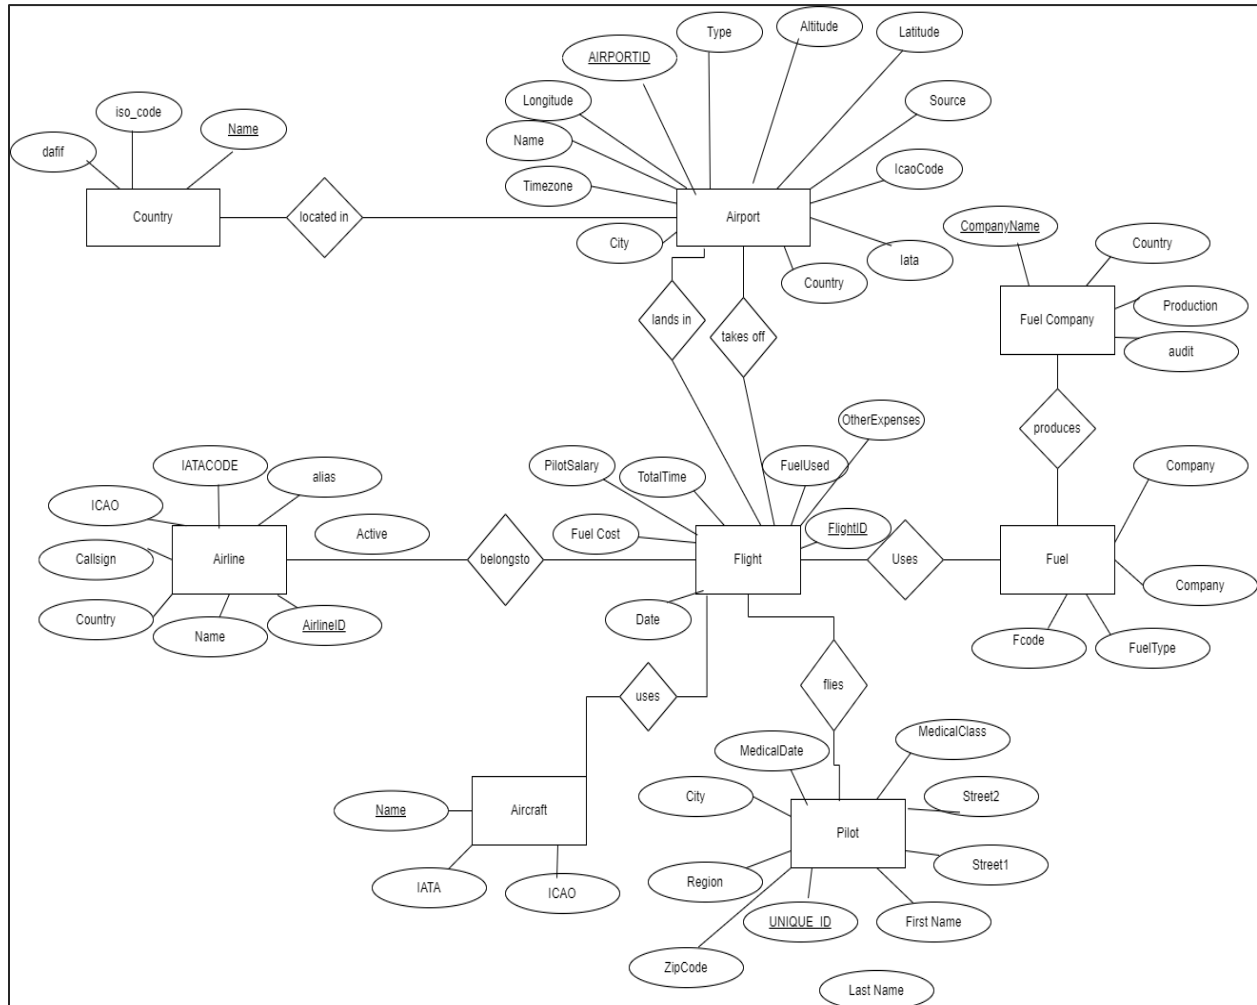 Type
Altitude
Latitude
AIRPORTID
iso_code
Longitude
Source
Name
dafif
Name
IcaoCode
Timezone
Country
located in
Airport
CompanyName
City
Country
Iata
Country
Fuel Company
Production
lands in
takes off
audit
OtherExpenses
produces
IATACODE
alias
PilotSalary
TotalTime
FuelUsed
Company
ICAO
Active
Fuel Cost
FlightID
Callsign
Airline
belongsto
Flight
Uses
Fuel
Company
Country
Name
AirlineID
Date
Fcode
FuelType
uses
flies
MedicalDate
MedicalClass
City
Street2
Name
Aircraft
Pilot
Street1
IATA
ICAO
Region
UNIQUE_ID
First Name
ZipCode
Last Name